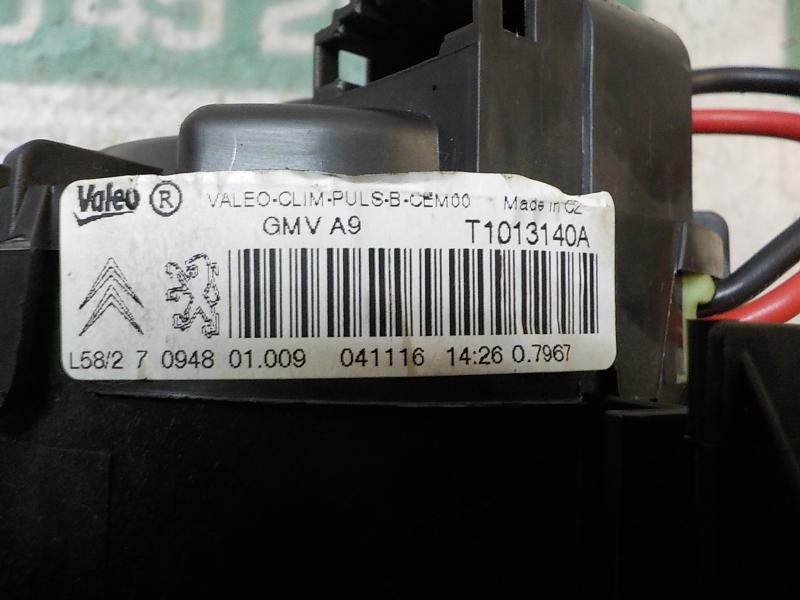 Valeo ® VALEO-CLIM-PULS-B-CEM00 Made in CZ
GMV A9 T1013140A
L58/2 7 0948 01.009 041116 14:26 0.7967